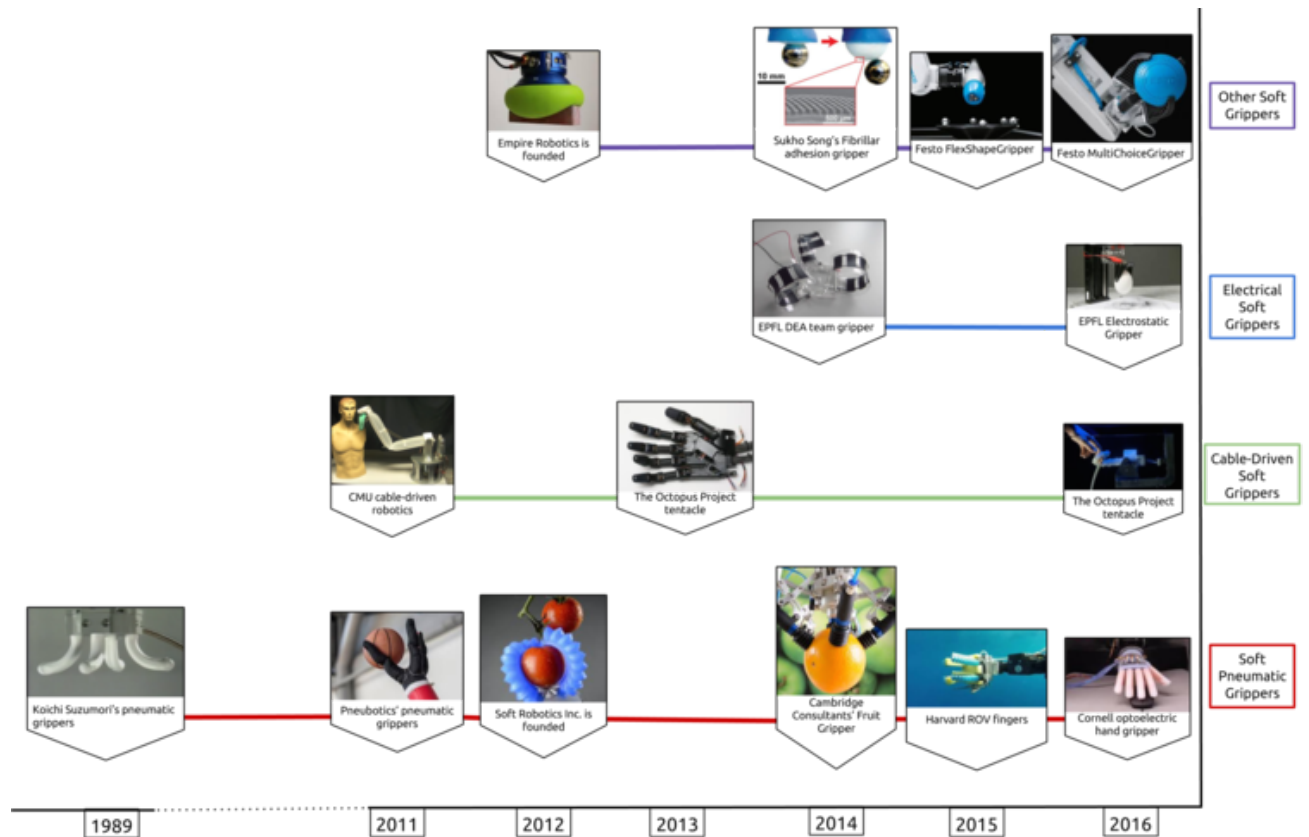 10 mm
Empire Robotics is
founded
Sukho Song's Fibrillar
adhesion gripper
Festo FlexShapeGripper
Festo MultiChoiceGripper
Other Soft
Grippers
EPFL DEA team gripper
EPFL Electrostatic
Gripper
Electrical
Soft
Grippers
CMU cable-driven
robotics
The Octopus Project
tentacle
The Octopus Project
tentacle
Cable-Driven
Soft
Grippers
Koichi Suzumori's pneumatic
grippers
Pneubotics' pneumatic
grippers
Soft Robotics Inc. is
founded
Cambridge
Consultants' Fruit
Gripper
Harvard ROV fingers
Cornell optoelectric
hand gripper
Soft
Pneumatic
Grippers
1989
2011
2012
2013
2014
2015
2016